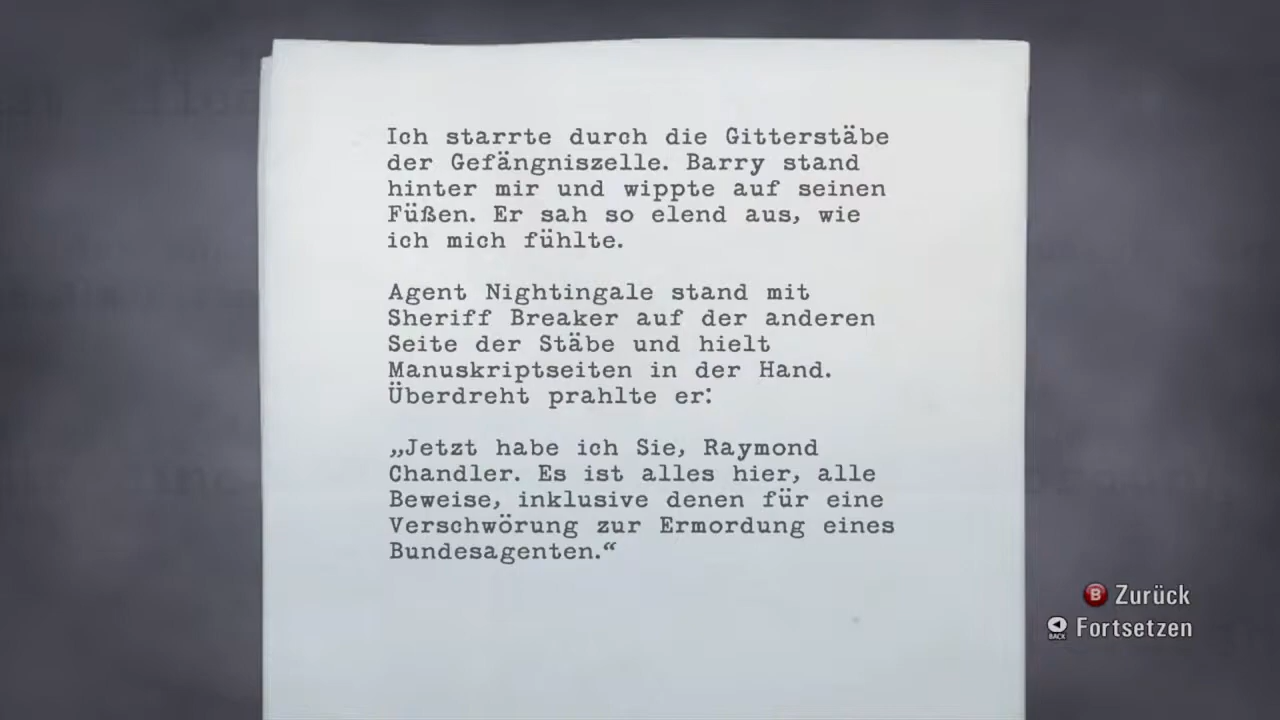 Ich starrte durch die Gitterstäbe
der Gefängniszelle. Barry stand
hinter mir und wippte auf seinen
Füßen. Er sah so elend aus, wie
ich mich fühlte.
Agent Nightingale stand mit
Sheriff Breaker auf der anderen
Seite der Stäbe und hielt
Manuskriptseiten in der Hand.
Überdreht prahlte er:
„Jetzt habe ich Sie, Raymond
Chandler. Es ist alles hier, alle
Beweise, inklusive denen für eine
Verschwörung zur Ermordung eines
Bundesagenten.“
B Zurück
BACK Fortsetzen